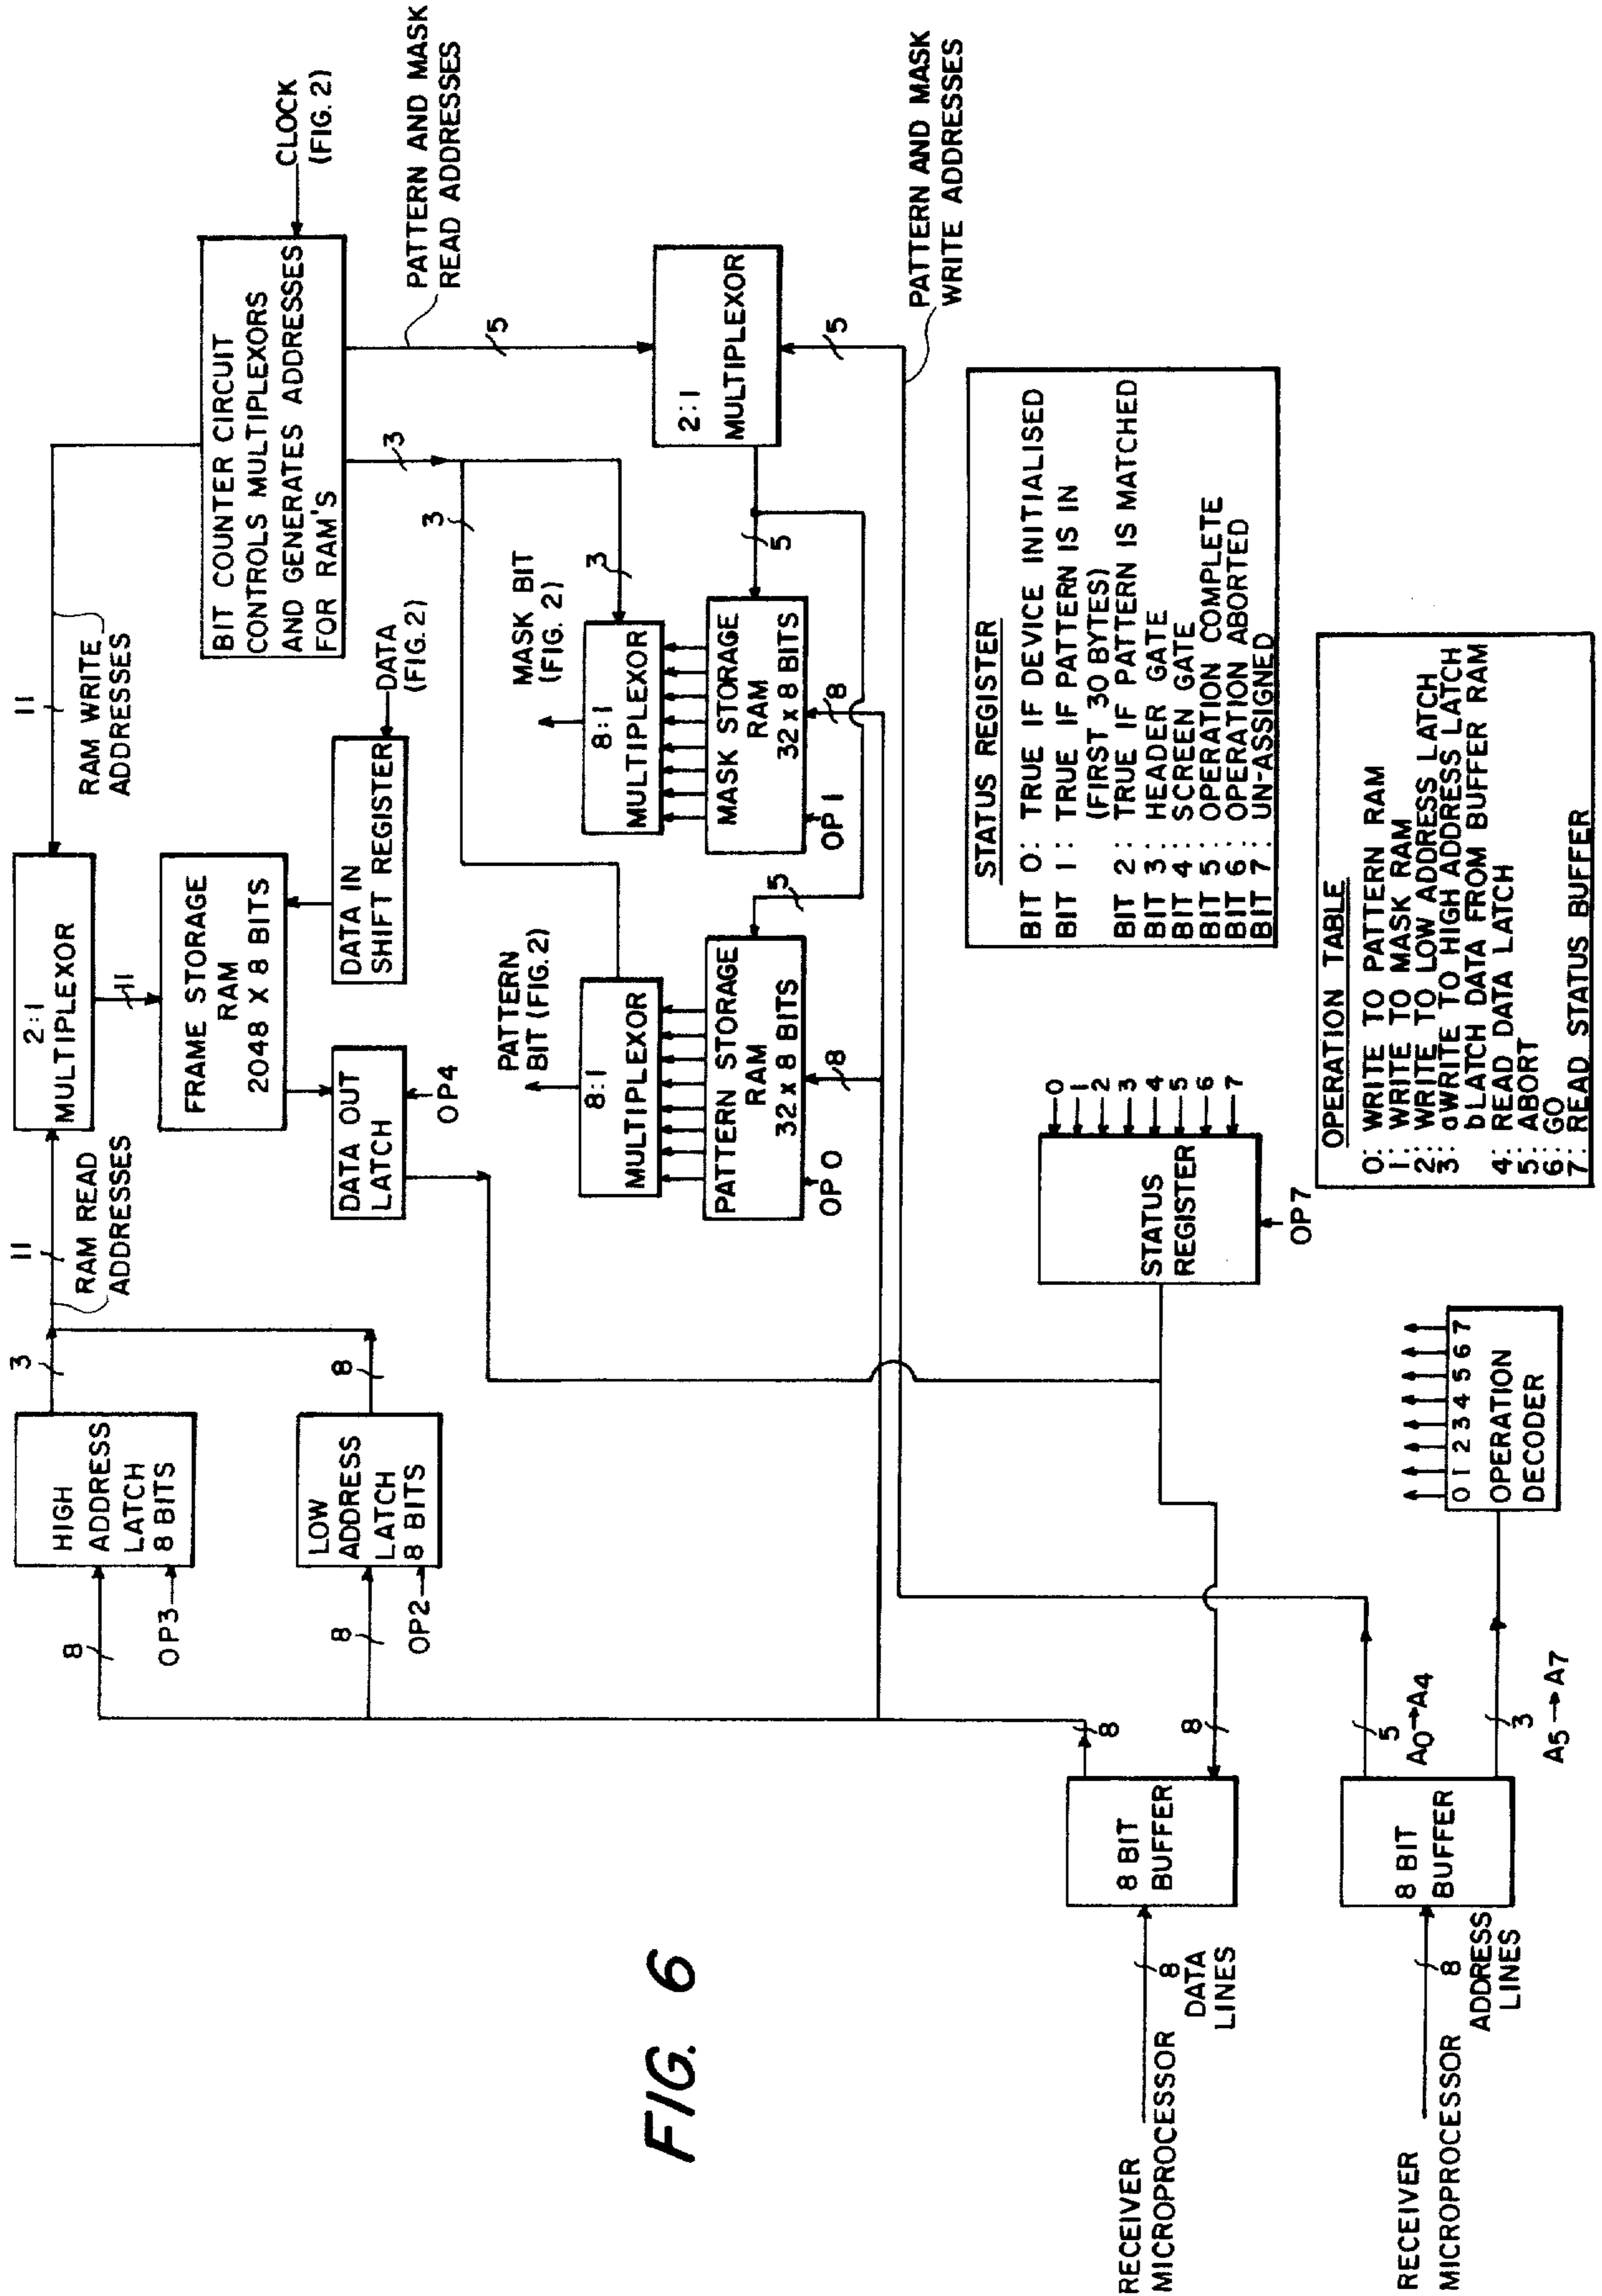 FIG. 6
RECEIVER
MICROPROCESSOR
8
DATA
LINES
8 BIT
BUFFER
8
8
RECEIVER
MICROPROCESSOR
8
ADDRESS
LINES
8 BIT
BUFFER
5
A0→A4
3
A5→A7
0 1 2 3 4 5 6 7
OPERATION
DECODER
8
OP3
HIGH
ADDRESS
LATCH
8 BITS
3
8
OP2
LOW
ADDRESS
LATCH
8 BITS
8
11
RAM READ
ADDRESSES
2:1
MULTIPLEXOR
11
RAM WRITE
ADDRESSES
11
FRAME STORAGE
RAM
2048 X 8 BITS
DATA OUT
LATCH
OP4
DATA IN
SHIFT REGISTER
DATA
(FIG.2)
BIT COUNTER CIRCUIT
CONTROLS MULTIPLEXORS
AND GENERATES ADDRESSES
FOR RAM'S
CLOCK
(FIG. 2)
3
3
3
5
PATTERN AND MASK
READ ADDRESSES
PATTERN
BIT (FIG.2)
8:1
MULTIPLEXOR
PATTERN STORAGE
RAM
32 x 8 BITS
OP 0
8
5
MASK BIT
(FIG. 2)
8:1
MULTIPLEXOR
MASK STORAGE
RAM
32 x 8 BITS
OP 1
8
5
2:1
MULTIPLEXOR
5
PATTERN AND MASK
WRITE ADDRESSES
STATUS
REGISTER
0
1
2
3
4
5
6
7
OP7
STATUS REGISTER
BIT 0: TRUE IF DEVICE INITIALISED
BIT 1: TRUE IF PATTERN IS IN
(FIRST 30 BYTES)
BIT 2: TRUE IF PATTERN IS MATCHED
BIT 3: HEADER GATE
BIT 4: SCREEN GATE
BIT 5: OPERATION COMPLETE
BIT 6: OPERATION ABORTED
BIT 7: UN-ASSIGNED
OPERATION TABLE
0: WRITE TO PATTERN RAM
1: WRITE TO MASK RAM
2: WRITE TO LOW ADDRESS LATCH
3: aWRITE TO HIGH ADDRESS LATCH
bLATCH DATA FROM BUFFER RAM
4: READ DATA LATCH
5: ABORT
6: GO
7: READ STATUS BUFFER